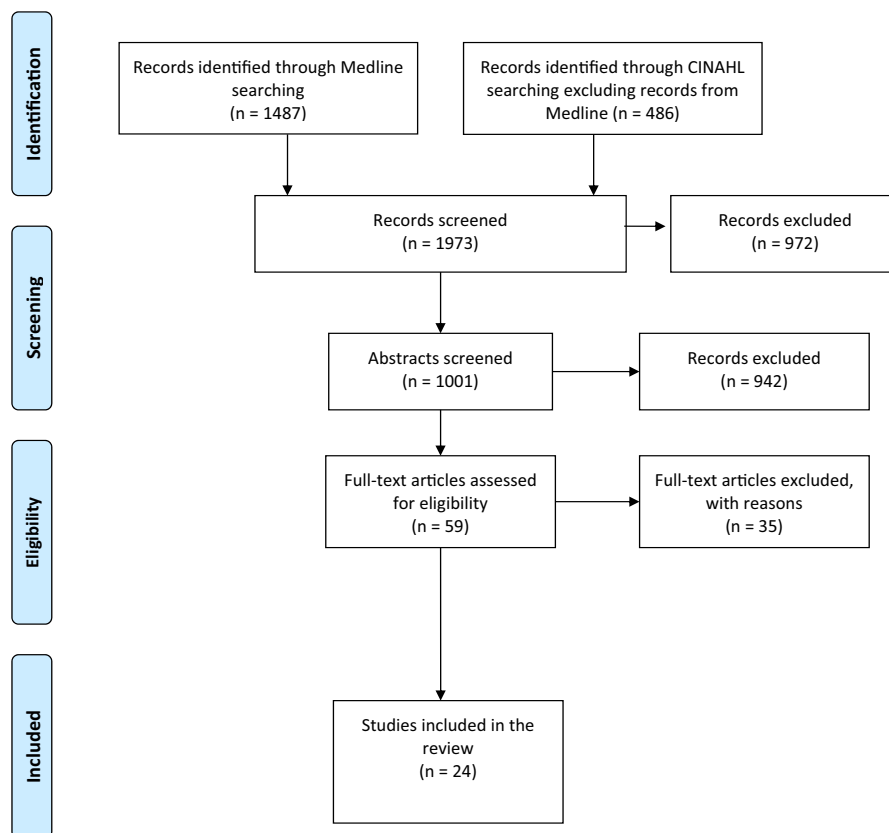 Identification
Records identified through Medline
searching
(n = 1487)
Records identified through CINAHL
searching excluding records from
Medline (n = 486)
Screening
Records screened
(n = 1973)
Records excluded
(n = 972)
Abstracts screened
(n = 1001)
Records excluded
(n = 942)
Eligibility
Full-text articles assessed
for eligibility
(n = 59)
Full-text articles excluded,
with reasons
(n = 35)
Included
Studies included in the
review
(n = 24)